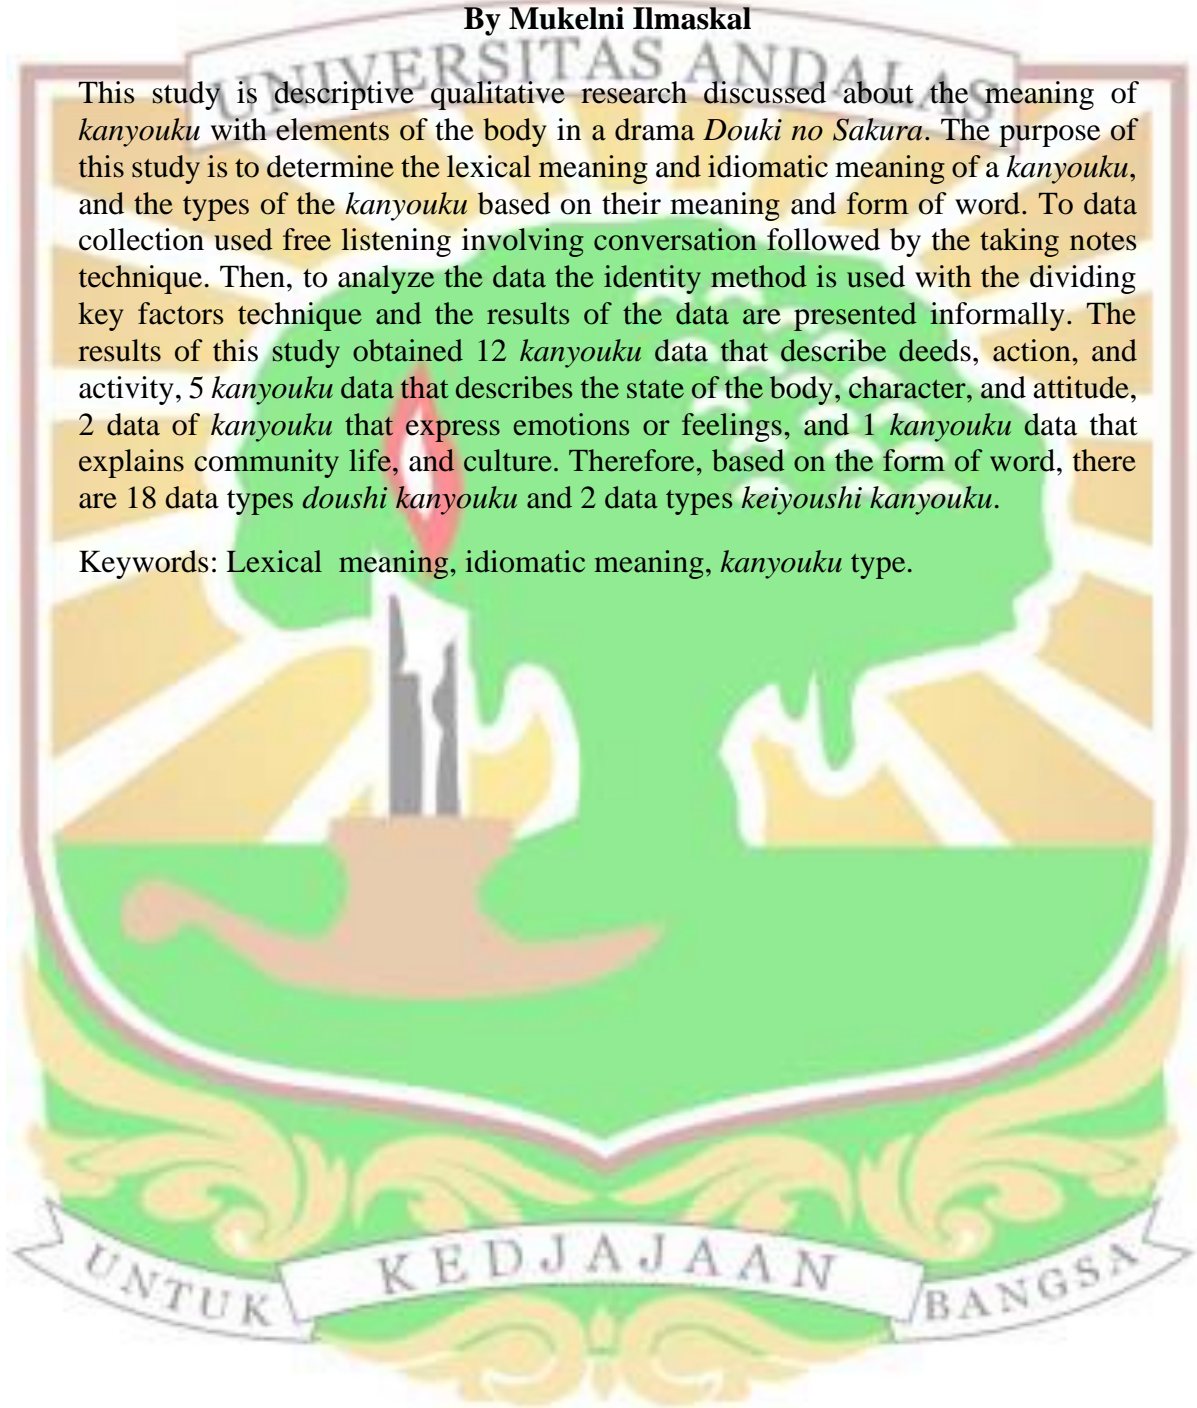 By Mukelni Ilmaskal
UNIVERSITAS ANDALAS
This study is descriptive qualitative research discussed about the meaning of
kanyouku with elements of the body in a drama Douki no Sakura. The purpose of
this study is to determine the lexical meaning and idiomatic meaning of a kanyouku,
and the types of the kanyouku based on their meaning and form of word. To data
collection used free listening involving conversation followed by the taking notes
technique. Then, to analyze the data the identity method is used with the dividing
key factors technique and the results of the data are presented informally. The
results of this study obtained 12 kanyouku data that describe deeds, action, and
activity, 5 kanyouku data that describes the state of the body, character, and attitude,
2 data of kanyouku that express emotions or feelings, and 1 kanyouku data that
explains community life, and culture. Therefore, based on the form of word, there
are 18 data types doushi kanyouku and 2 data types keiyoushi kanyouku.
Keywords: Lexical  meaning, idiomatic meaning, kanyouku type.
UNTUK KEDJAJAAN BANGSA